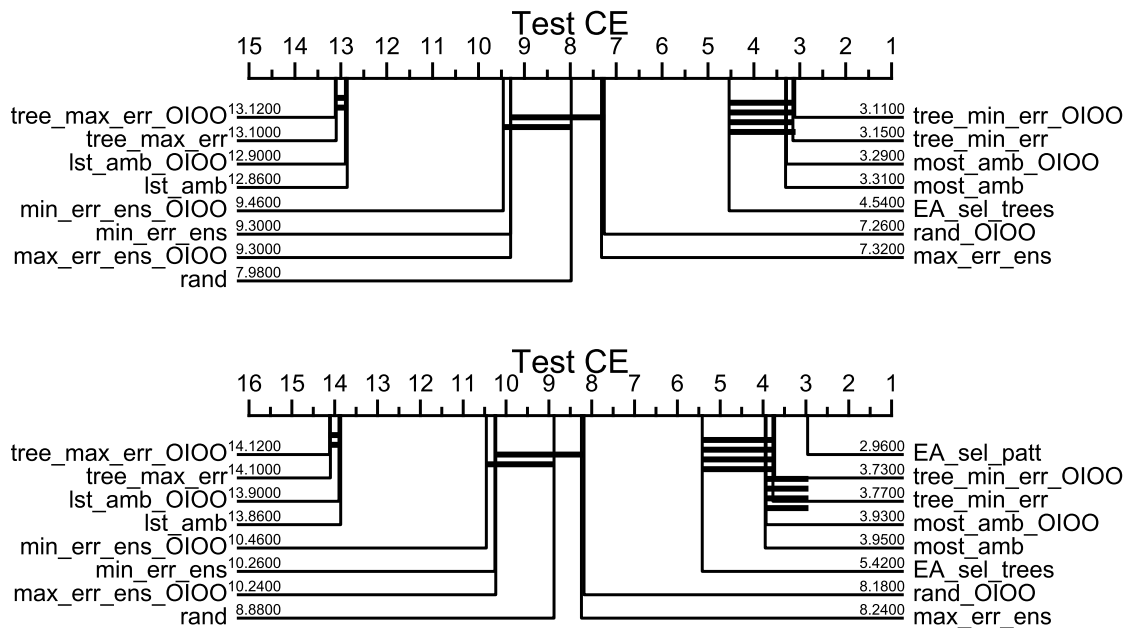 Test CE
15 14 13 12 11 10 9 8 7 6 5 4 3 2 1
tree_max_err_OIOO 13.1200 3.1100 tree_min_err_OIOO
tree_max_err 13.1000 3.1500 tree_min_err
lst_amb_OIOO 12.9000 3.2900 most_amb_OIOO
lst_amb 12.8600 3.3100 most_amb
min_err_ens_OIOO 9.4600 4.5400 EA_sel_trees
min_err_ens 9.3000 7.2600 rand_OIOO
max_err_ens_OIOO 9.3000 7.3200 max_err_ens
rand 7.9800
Test CE
16 15 14 13 12 11 10 9 8 7 6 5 4 3 2 1
tree_max_err_OIOO 14.1200 2.9600 EA_sel_patt
tree_max_err 14.1000 3.7300 tree_min_err_OIOO
lst_amb_OIOO 13.9000 3.7700 tree_min_err
lst_amb 13.8600 3.9300 most_amb_OIOO
min_err_ens_OIOO 10.4600 3.9500 most_amb
min_err_ens 10.2600 5.4200 EA_sel_trees
max_err_ens_OIOO 10.2400 8.1800 rand_OIOO
rand 8.8800 8.2400 max_err_ens